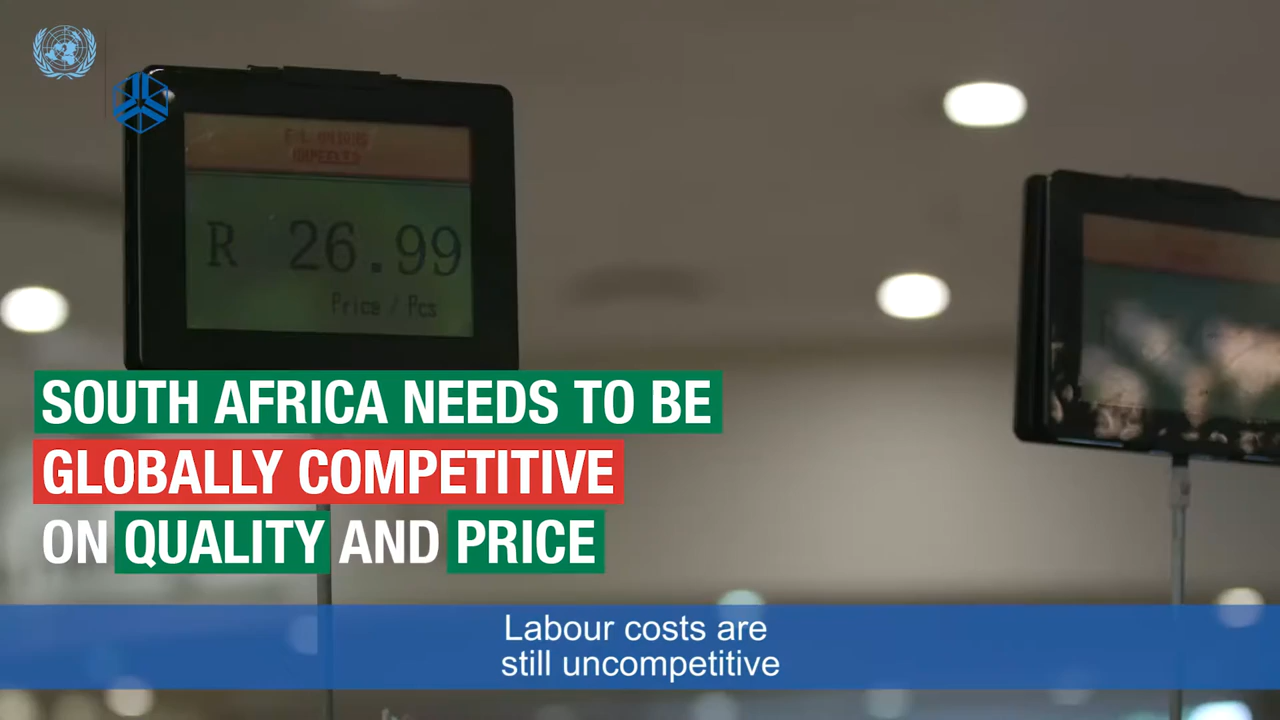 R 26.99
Price / Pcs
SOUTH AFRICA NEEDS TO BE
GLOBALLY COMPETITIVE
ON QUALITY AND PRICE
Labour costs are
still uncompetitive